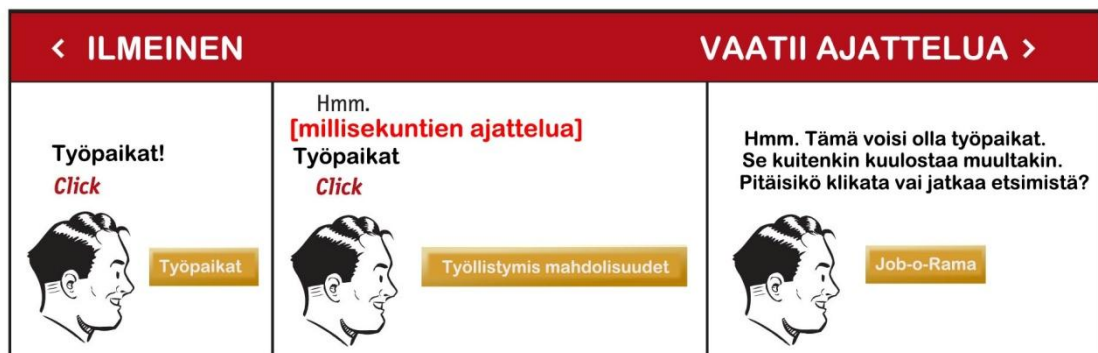 < ILMEINEN
VAATII AJATTELUA >
Työpaikat!
Click
Työpaikat
Hmm.
[millisekuntien ajattelua]
Työpaikat
Click
Työllistymis mahdolisuudet
Hmm. Tämä voisi olla työpaikat.
Se kuitenkin kuulostaa muultakin.
Pitäisikö klikata vai jatkaa etsimistä?
Job-o-Rama